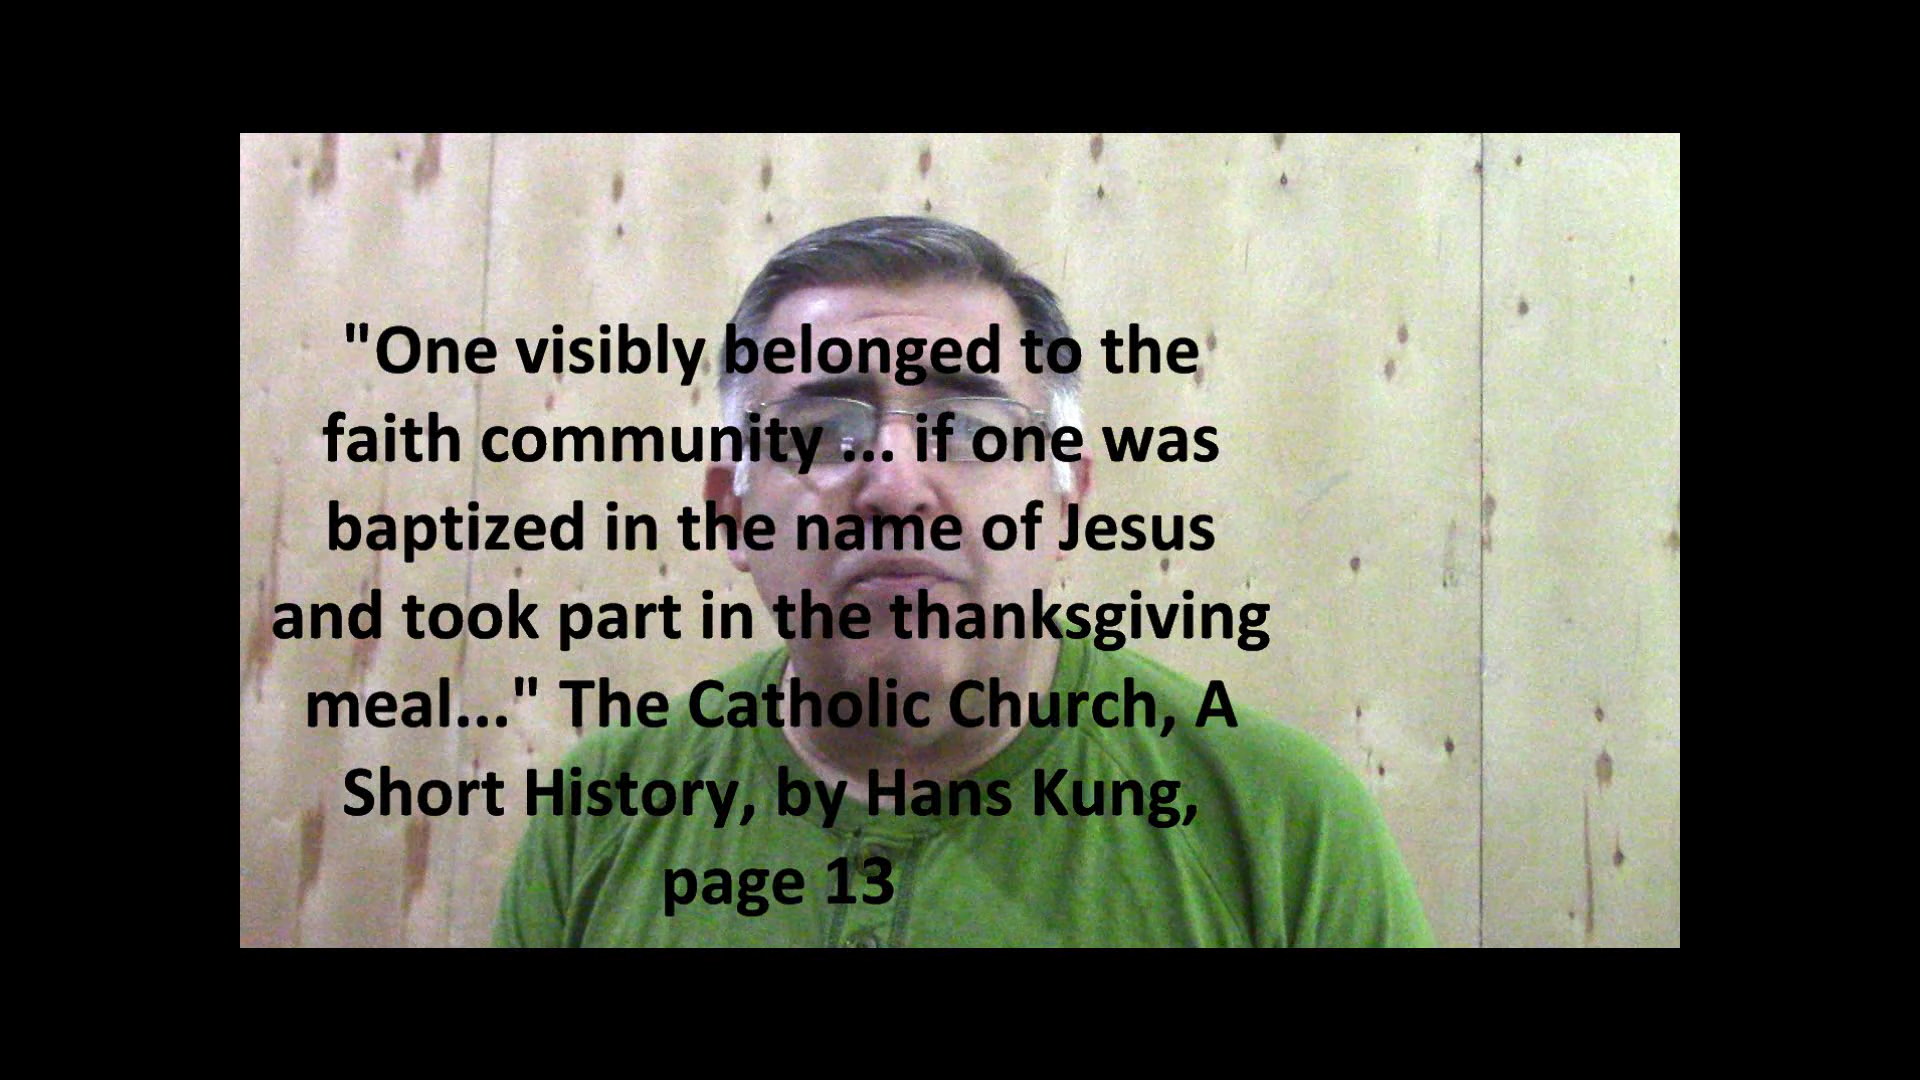 "One visibly belonged to the
faith community ... if one was
baptized in the name of Jesus
and took part in the thanksgiving
meal..." The Catholic Church, A
Short History, by Hans Kung,
page 13